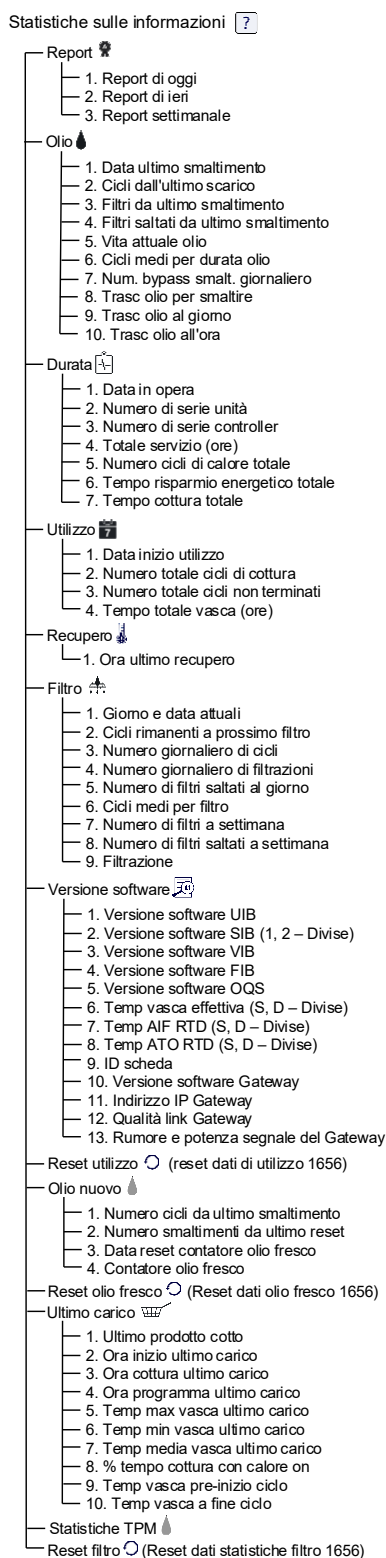 Statistiche sulle informazioni ?
Report
1. Report di oggi
2. Report di ieri
3. Report settimanale
Olio
1. Data ultimo smaltimento
2. Cicli dall'ultimo scarico
3. Filtri da ultimo smaltimento
4. Filtri saltati da ultimo smaltimento
5. Vita attuale olio
6. Cicli medi per durata olio
7. Num. bypass smalt. giornaliero
8. Trasc olio per smaltire
9. Trasc olio al giorno
10. Trasc olio all'ora
Durata
1. Data in opera
2. Numero di serie unità
3. Numero di serie controller
4. Totale servizio (ore)
5. Numero cicli di calore totale
6. Tempo risparmio energetico totale
7. Tempo cottura totale
Utilizzo 7
1. Data inizio utilizzo
2. Numero totale cicli di cottura
3. Numero totale cicli non terminati
4. Tempo totale vasca (ore)
Recupero
1. Ora ultimo recupero
Filtro
1. Giorno e data attuali
2. Cicli rimanenti a prossimo filtro
3. Numero giornaliero di cicli
4. Numero giornaliero di filtrazioni
5. Numero di filtri saltati al giorno
6. Cicli medi per filtro
7. Numero di filtri a settimana
8. Numero di filtri saltati a settimana
9. Filtrazione
Versione software
1. Versione software UIB
2. Versione software SIB (1, 2 – Divise)
3. Versione software VIB
4. Versione software FIB
5. Versione software OQS
6. Temp vasca effettiva (S, D – Divise)
7. Temp AIF RTD (S, D – Divise)
8. Temp ATO RTD (S, D – Divise)
9. ID scheda
10. Versione software Gateway
11. Indirizzo IP Gateway
12. Qualità link Gateway
13. Rumore e potenza segnale del Gateway
Reset utilizzo (reset dati di utilizzo 1656)
Olio nuovo
1. Numero cicli da ultimo smaltimento
2. Numero smaltimenti da ultimo reset
3. Data reset contatore olio fresco
4. Contatore olio fresco
Reset olio fresco (Reset dati olio fresco 1656)
Ultimo carico
1. Ultimo prodotto cotto
2. Ora inizio ultimo carico
3. Ora cottura ultimo carico
4. Ora programma ultimo carico
5. Temp max vasca ultimo carico
6. Temp min vasca ultimo carico
7. Temp media vasca ultimo carico
8. % tempo cottura con calore on
9. Temp vasca pre-inizio ciclo
10. Temp vasca a fine ciclo
Statistiche TPM
Reset filtro (Reset dati statistiche filtro 1656)